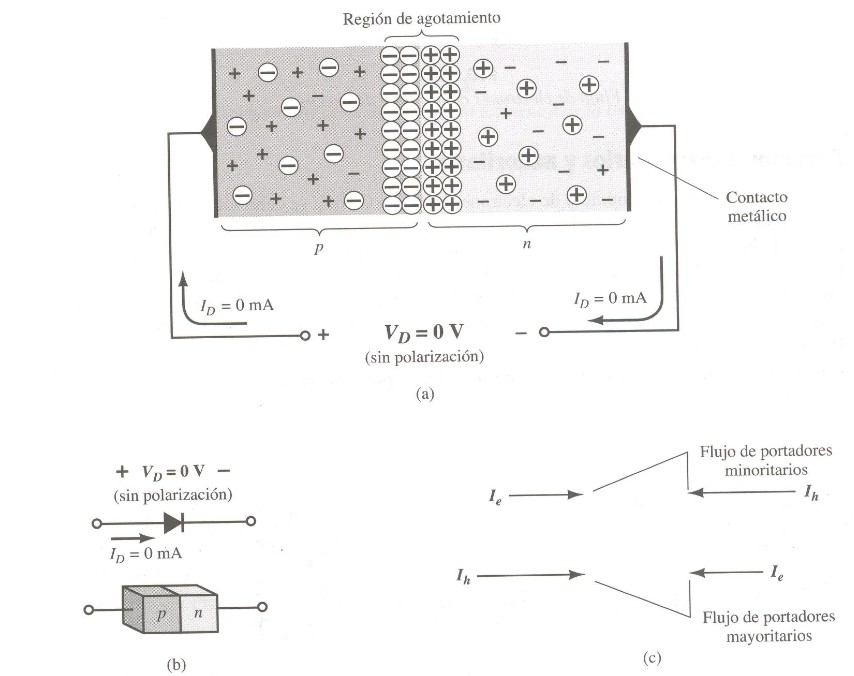 Región de agotamiento
p
n
Contacto
metálico
I_D = 0 mA
I_D = 0 mA
+ V_D = 0 V −
(sin polarización)
(a)
+ V_D = 0 V −
(sin polarización)
I_D = 0 mA
p n
(b)
Flujo de portadores
minoritarios
I_e I_h
I_h I_e
Flujo de portadores
mayoritarios
(c)